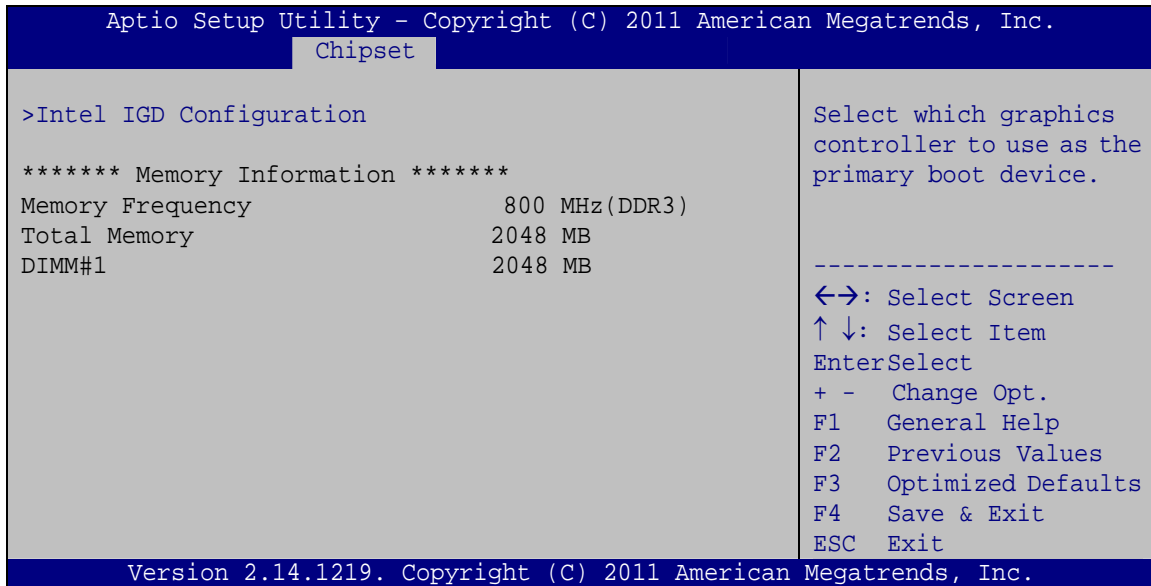 Aptio Setup Utility – Copyright (C) 2011 American Megatrends, Inc.
Chipset
>Intel IGD Configuration
******* Memory Information *******
Memory Frequency 800 MHz(DDR3)
Total Memory 2048 MB
DIMM#1 2048 MB
Select which graphics
controller to use as the
primary boot device.
---------------------
←→: Select Screen
↑ ↓: Select Item
EnterSelect
+ - Change Opt.
F1 General Help
F2 Previous Values
F3 Optimized Defaults
F4 Save & Exit
ESC Exit
Version 2.14.1219. Copyright (C) 2011 American Megatrends, Inc.